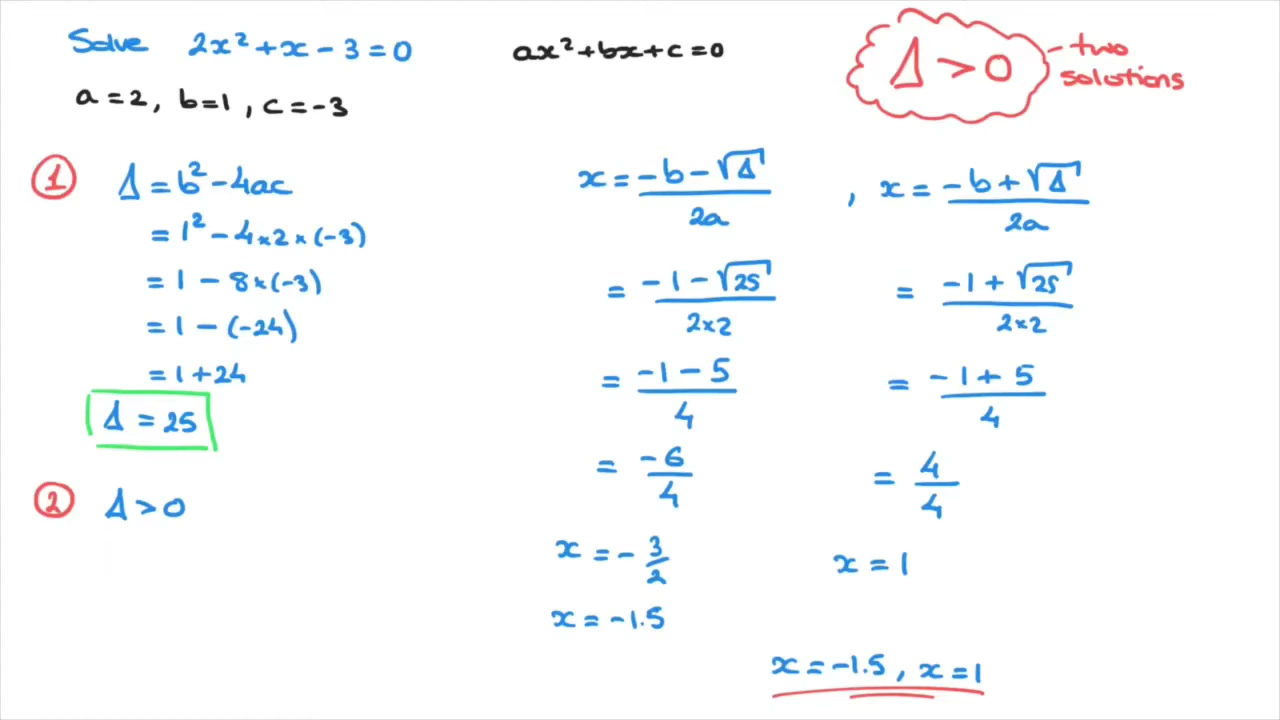 Solve 2x² + x - 3 = 0
ax² + bx + c = 0
Δ > 0
two
solutions
a = 2, b = 1, c = -3
① Δ = b² - 4ac
= 1² - 4 × 2 × (-3)
= 1 - 8 × (-3)
= 1 - (-24)
= 1 + 24
Δ = 25
② Δ > 0
x = (-b - √Δ)/2a , x = (-b + √Δ)/2a
= (-1 - √25)/(2×2)
= (-1 - 5)/4
= -6/4
x = -3/2
x = -1.5
= (-1 + √25)/(2×2)
= (-1 + 5)/4
= 4/4
x = 1
x = -1.5, x = 1